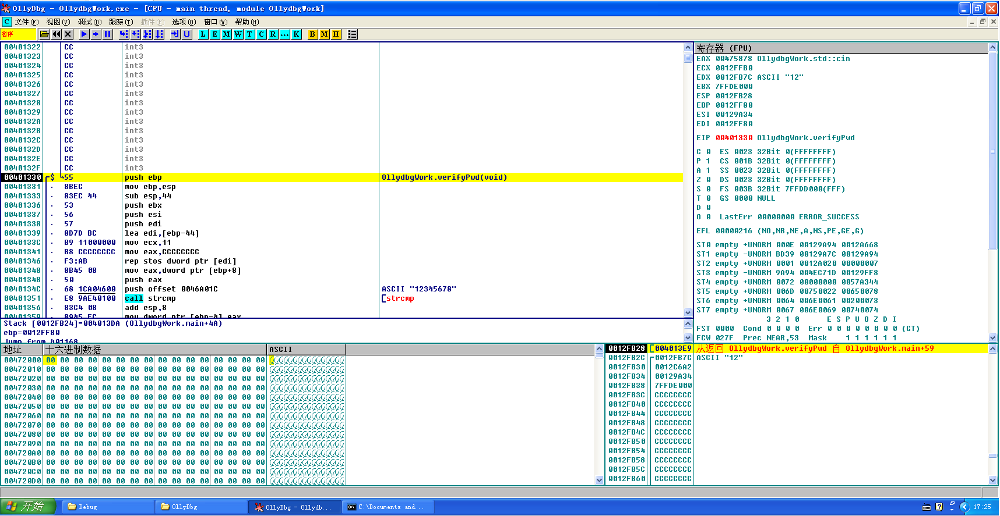 OllyDbg - OllydbgWork.exe - [CPU - main thread, module OllydbgWork]
C 文件(F) 视图(V) 调试(D) 跟踪(T) 插件(P) 选项(O) 窗口(W) 帮助(H)
暂停 L E M W T C R ... K B M H
00401322 CC int3
00401323 CC int3
00401324 CC int3
00401325 CC int3
00401326 CC int3
00401327 CC int3
00401328 CC int3
00401329 CC int3
0040132A CC int3
0040132B CC int3
0040132C CC int3
0040132D CC int3
0040132E CC int3
0040132F CC int3
00401330 $ 55 push ebp OllydbgWork.verifyPwd(void)
00401331 . 8BEC mov ebp,esp
00401333 . 83EC 44 sub esp,44
00401336 . 53 push ebx
00401337 . 56 push esi
00401338 . 57 push edi
00401339 . 8D7D BC lea edi,[ebp-44]
0040133C . B9 11000000 mov ecx,11
00401341 . B8 CCCCCCCC mov eax,CCCCCCCC
00401346 . F3:AB rep stos dword ptr [edi]
00401348 . 8B45 08 mov eax,dword ptr [ebp+8]
0040134B . 50 push eax
0040134C . 68 1CA04600 push offset 0046A01C ASCII "12345678"
00401351 . E8 9AE40100 call strcmp strcmp
00401356 . 83C4 08 add esp,8
00401359 . 8945 FC mov dword ptr [ebp-4],eax
Stack [0012FB24]=004013DA (OllydbgWork.main+4A)
ebp=0012FF80
Jump from 401168
寄存器 (FPU)
EAX 00475878 OllydbgWork.std::cin
ECX 0012FFB0
EDX 0012FB7C ASCII "12"
EBX 7FFDE000
ESP 0012FB28
EBP 0012FF80
ESI 00129A34
EDI 0012FF80
EIP 00401330 OllydbgWork.verifyPwd
C 0 ES 0023 32Bit 0(FFFFFFFF)
P 1 CS 001B 32Bit 0(FFFFFFFF)
A 1 SS 0023 32Bit 0(FFFFFFFF)
Z 0 DS 0023 32Bit 0(FFFFFFFF)
S 0 FS 003B 32Bit 7FFDD000(FFF)
T 0 GS 0000 NULL
D 0
O 0 LastErr 00000000 ERROR_SUCCESS
EFL 00000216 (NO,NB,NE,A,NS,PE,GE,G)
ST0 empty +UNORM 000E 00129A94 0012A668
ST1 empty -UNORM BD39 00129A7C 00129A94
ST2 empty +UNORM 0001 0012A020 00000007
ST3 empty -UNORM 9A94 004EC71D 00129FF8
ST4 empty +UNORM 0072 00000000 0057A344
ST5 empty +UNORM 006D 00750022 00650078
ST6 empty +UNORM 0064 006E0061 00200073
ST7 empty +UNORM 0067 006E0069 00740074
3 2 1 0 E S P U O Z D I
FST 0000 Cond 0 0 0 0 Err 0 0 0 0 0 0 0 0 (GT)
FCW 027F Prec NEAR,53 Mask 1 1 1 1 1 1
地址 十六进制数据 ASCII
00472000 00 00 00 00 00 00 00 00 00 00 00 00 00 00 00 00
00472010 00 00 00 00 00 00 00 00 00 00 00 00 00 00 00 00
00472020 00 00 00 00 00 00 00 00 00 00 00 00 00 00 00 00
00472030 00 00 00 00 00 00 00 00 00 00 00 00 00 00 00 00
00472040 00 00 00 00 00 00 00 00 00 00 00 00 00 00 00 00
00472050 00 00 00 00 00 00 00 00 00 00 00 00 00 00 00 00
00472060 00 00 00 00 00 00 00 00 00 00 00 00 00 00 00 00
00472070 00 00 00 00 00 00 00 00 00 00 00 00 00 00 00 00
00472080 00 00 00 00 00 00 00 00 00 00 00 00 00 00 00 00
00472090 00 00 00 00 00 00 00 00 00 00 00 00 00 00 00 00
004720A0 00 00 00 00 00 00 00 00 00 00 00 00 00 00 00 00
004720B0 00 00 00 00 00 00 00 00 00 00 00 00 00 00 00 00
004720C0 00 00 00 00 00 00 00 00 00 00 00 00 00 00 00 00
004720D0 00 00 00 00 00 00 00 00 00 00 00 00 00 00 00 00
0012FB28 004013E9 从返回 OllydbgWork.verifyPwd 自 OllydbgWork.main+59
0012FB2C 0012FB7C ASCII "12"
0012FB30 0012C6A2
0012FB34 00129A34
0012FB38 7FFDE000
0012FB3C CCCCCCCC
0012FB40 CCCCCCCC
0012FB44 CCCCCCCC
0012FB48 CCCCCCCC
0012FB4C CCCCCCCC
0012FB50 CCCCCCCC
0012FB54 CCCCCCCC
0012FB58 CCCCCCCC
0012FB5C CCCCCCCC
0012FB60 CCCCCCCC
开始 Debug OllyDbg OllyDbg - Ollydb... C:\Documents and... 17:25